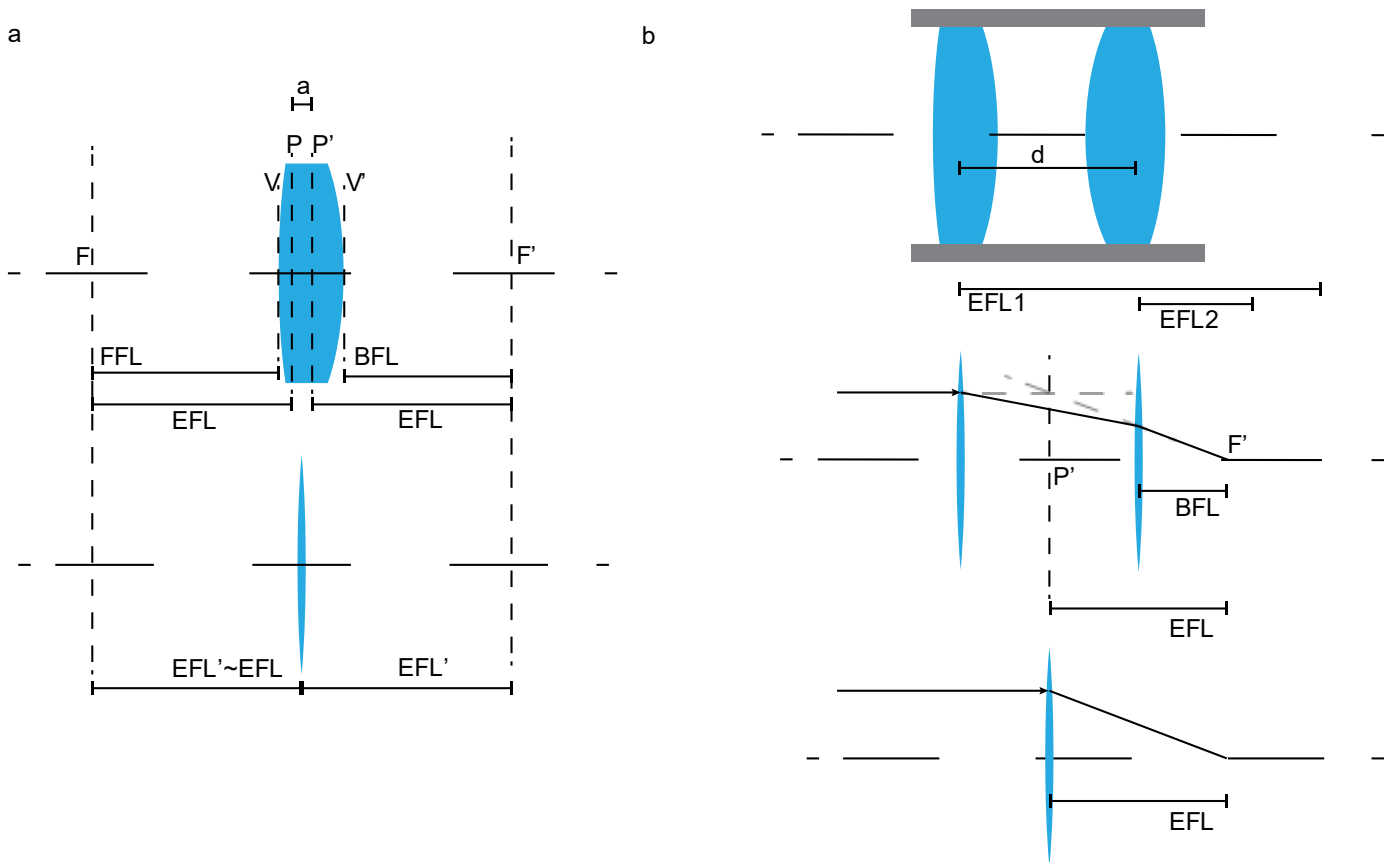 a
a
P P’
V V’
F F’
FFL BFL
EFL EFL
EFL’~EFL EFL’
b
d
EFL1
EFL2
F’
P’
BFL
EFL
EFL